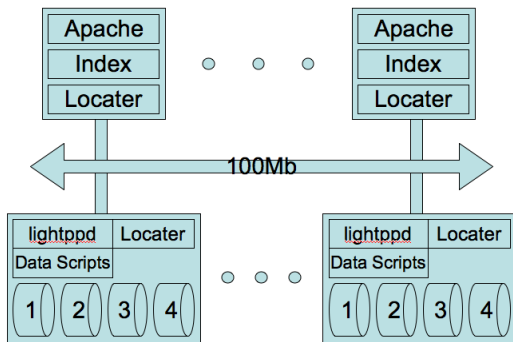 Apache
Index
Locater
Apache
Index
Locater
100Mb
lightppd Locater
Data Scripts
1 2 3 4
lightppd Locater
Data Scripts
1 2 3 4